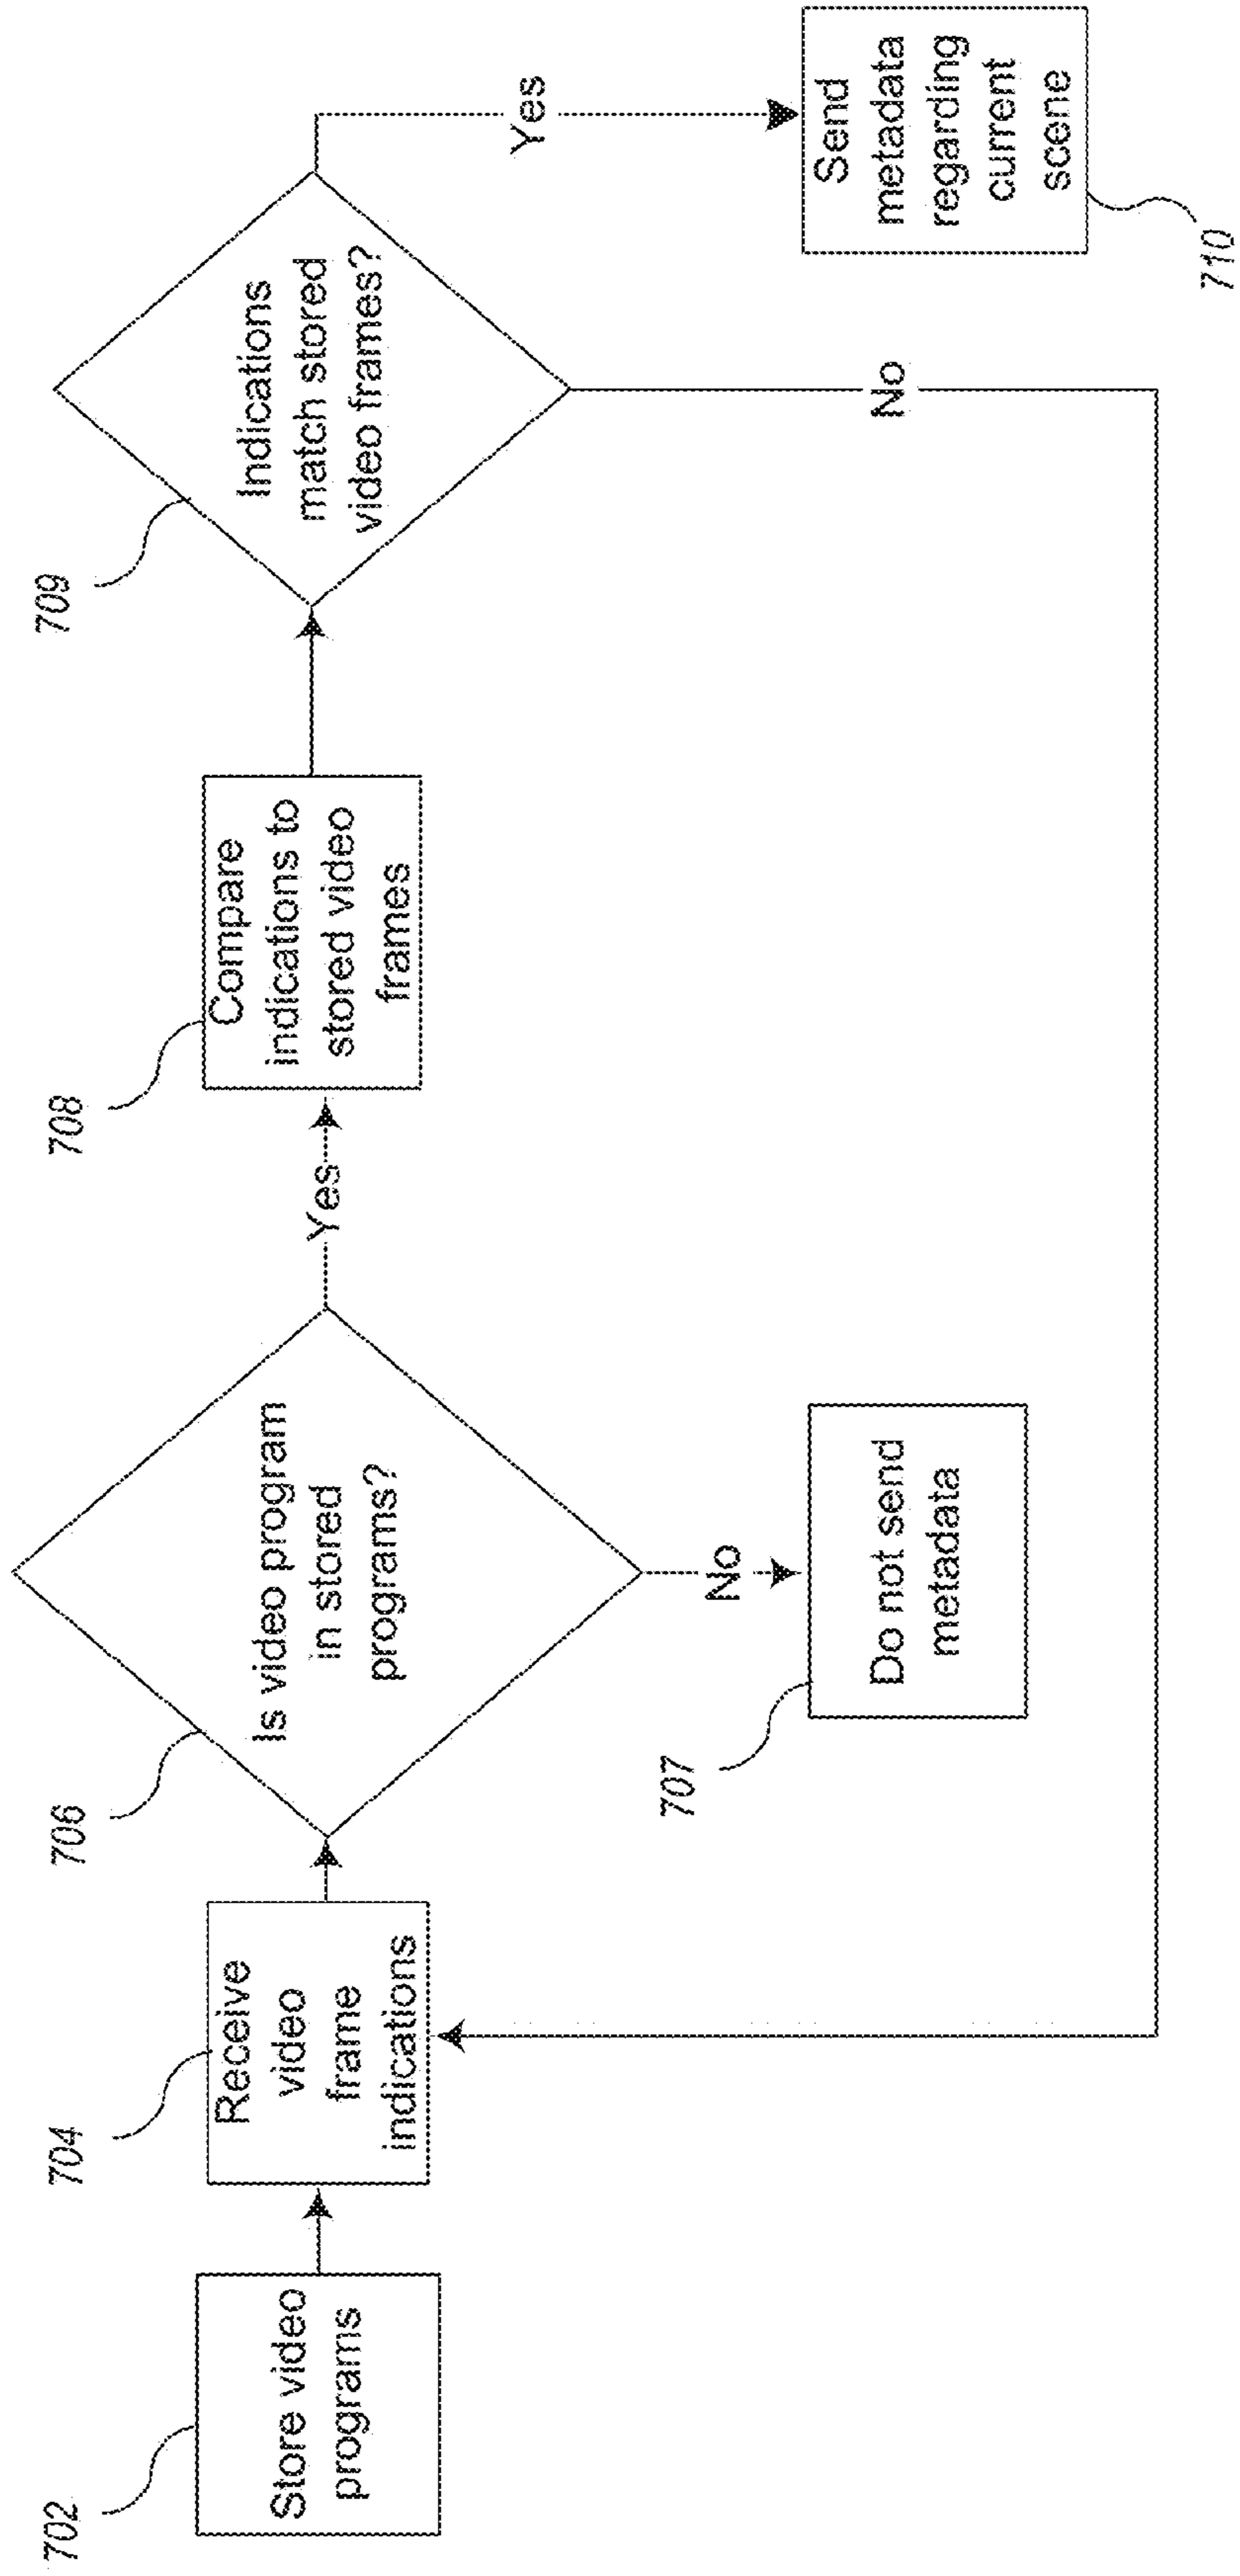 702
Store video
programs
704
Receive
video
frame
indications
706
Is video program
in stored
programs?
Yes
No
707
Do not send
metadata
708
Compare
indications to
stored video
frames
709
Indications
match stored
video frames?
Yes
No
Send
metadata
regarding
current
scene
710